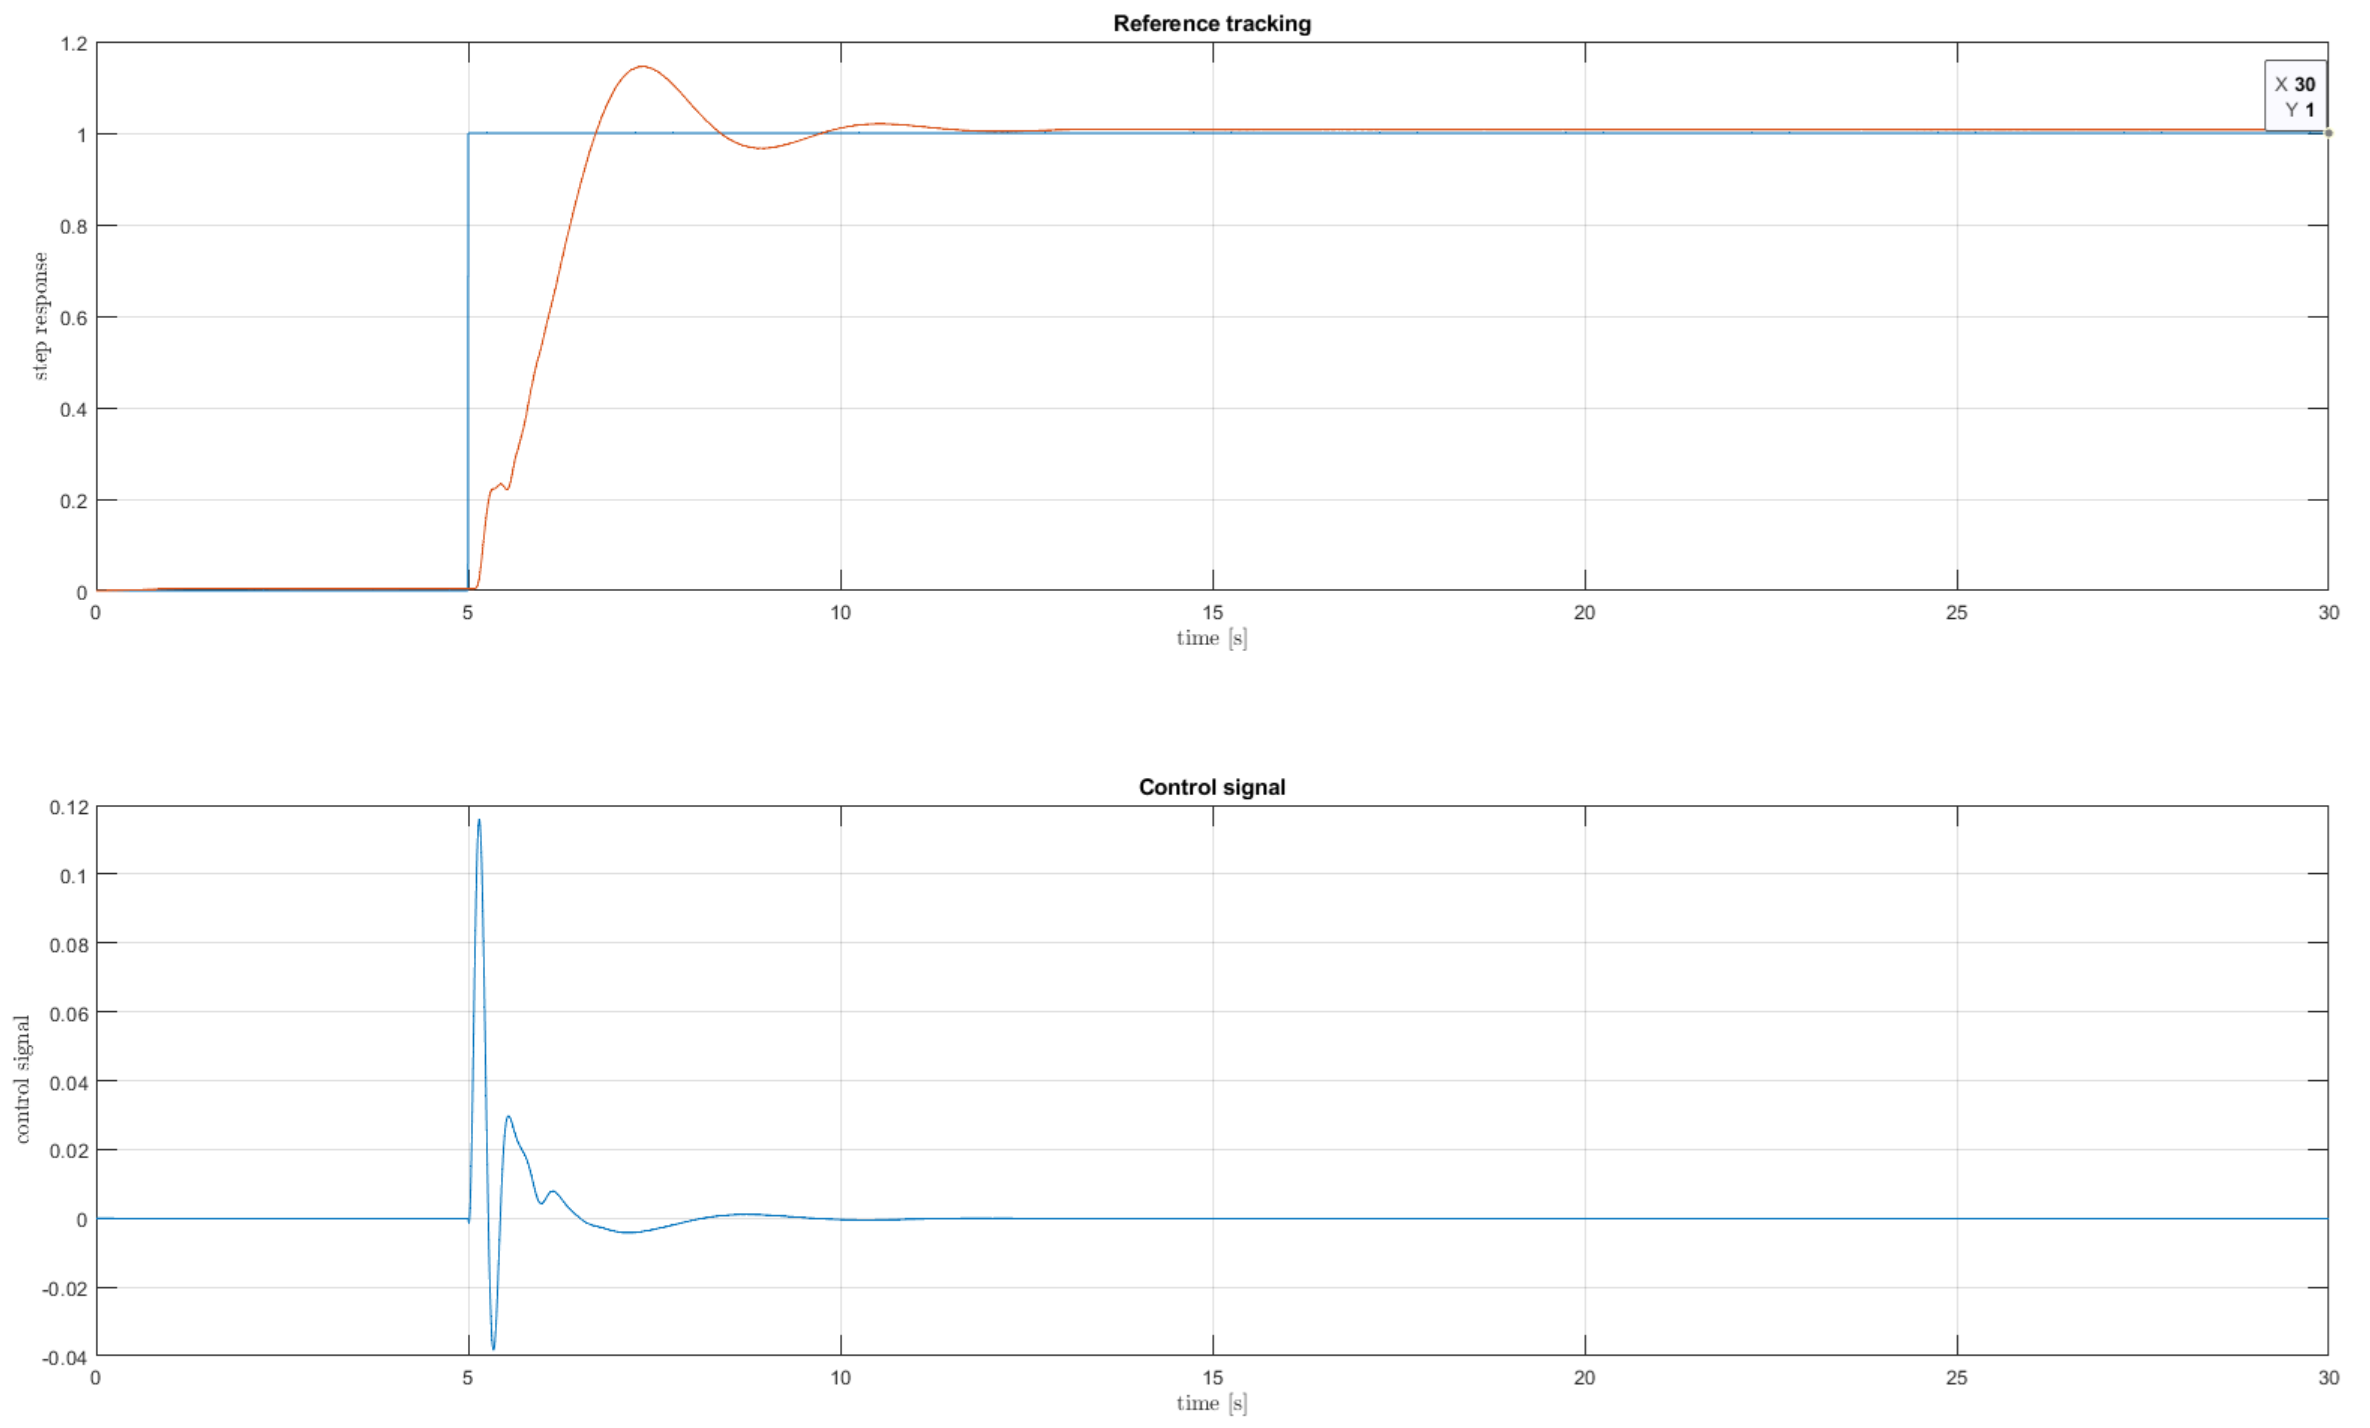 Reference tracking
1.2
1
0.8
0.6
0.4
0.2
0
step response
X 30
Y 1
0 5 10 15 20 25 30
time [s]
Control signal
0.12
0.1
0.08
0.06
0.04
0.02
0
-0.02
-0.04
control signal
0 5 10 15 20 25 30
time [s]